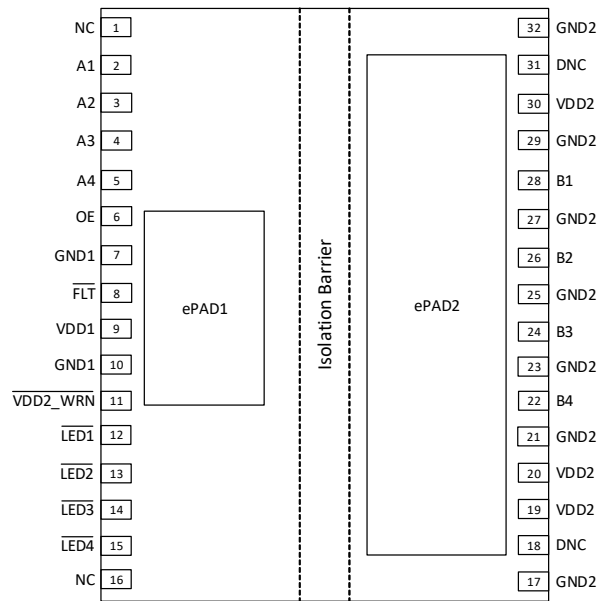 NC 1 32 GND2
A1 2 31 DNC
A2 3 30 VDD2
A3 4 29 GND2
A4 5 28 B1
OE 6 27 GND2
GND1 7 26 B2
FLT 8 25 GND2
VDD1 9 24 B3
GND1 10 23 GND2
VDD2_WRN 11 22 B4
LED1 12 21 GND2
LED2 13 20 VDD2
LED3 14 19 VDD2
LED4 15 18 DNC
NC 16 17 GND2
ePAD1
Isolation Barrier
ePAD2